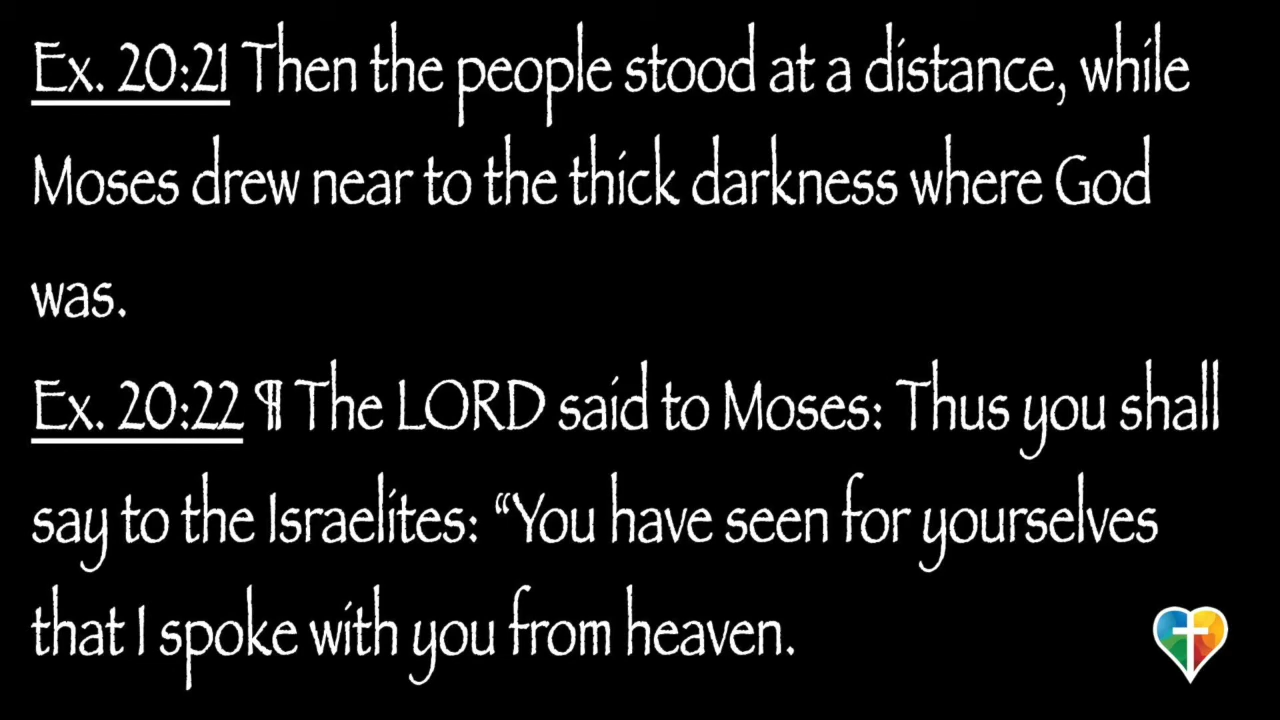 Ex. 20:21 Then the people stood at a distance, while
Moses drew near to the thick darkness where God
was.
Ex. 20:22 ¶ The LORD said to Moses: Thus you shall
say to the Israelites: “You have seen for yourselves
that I spoke with you from heaven.